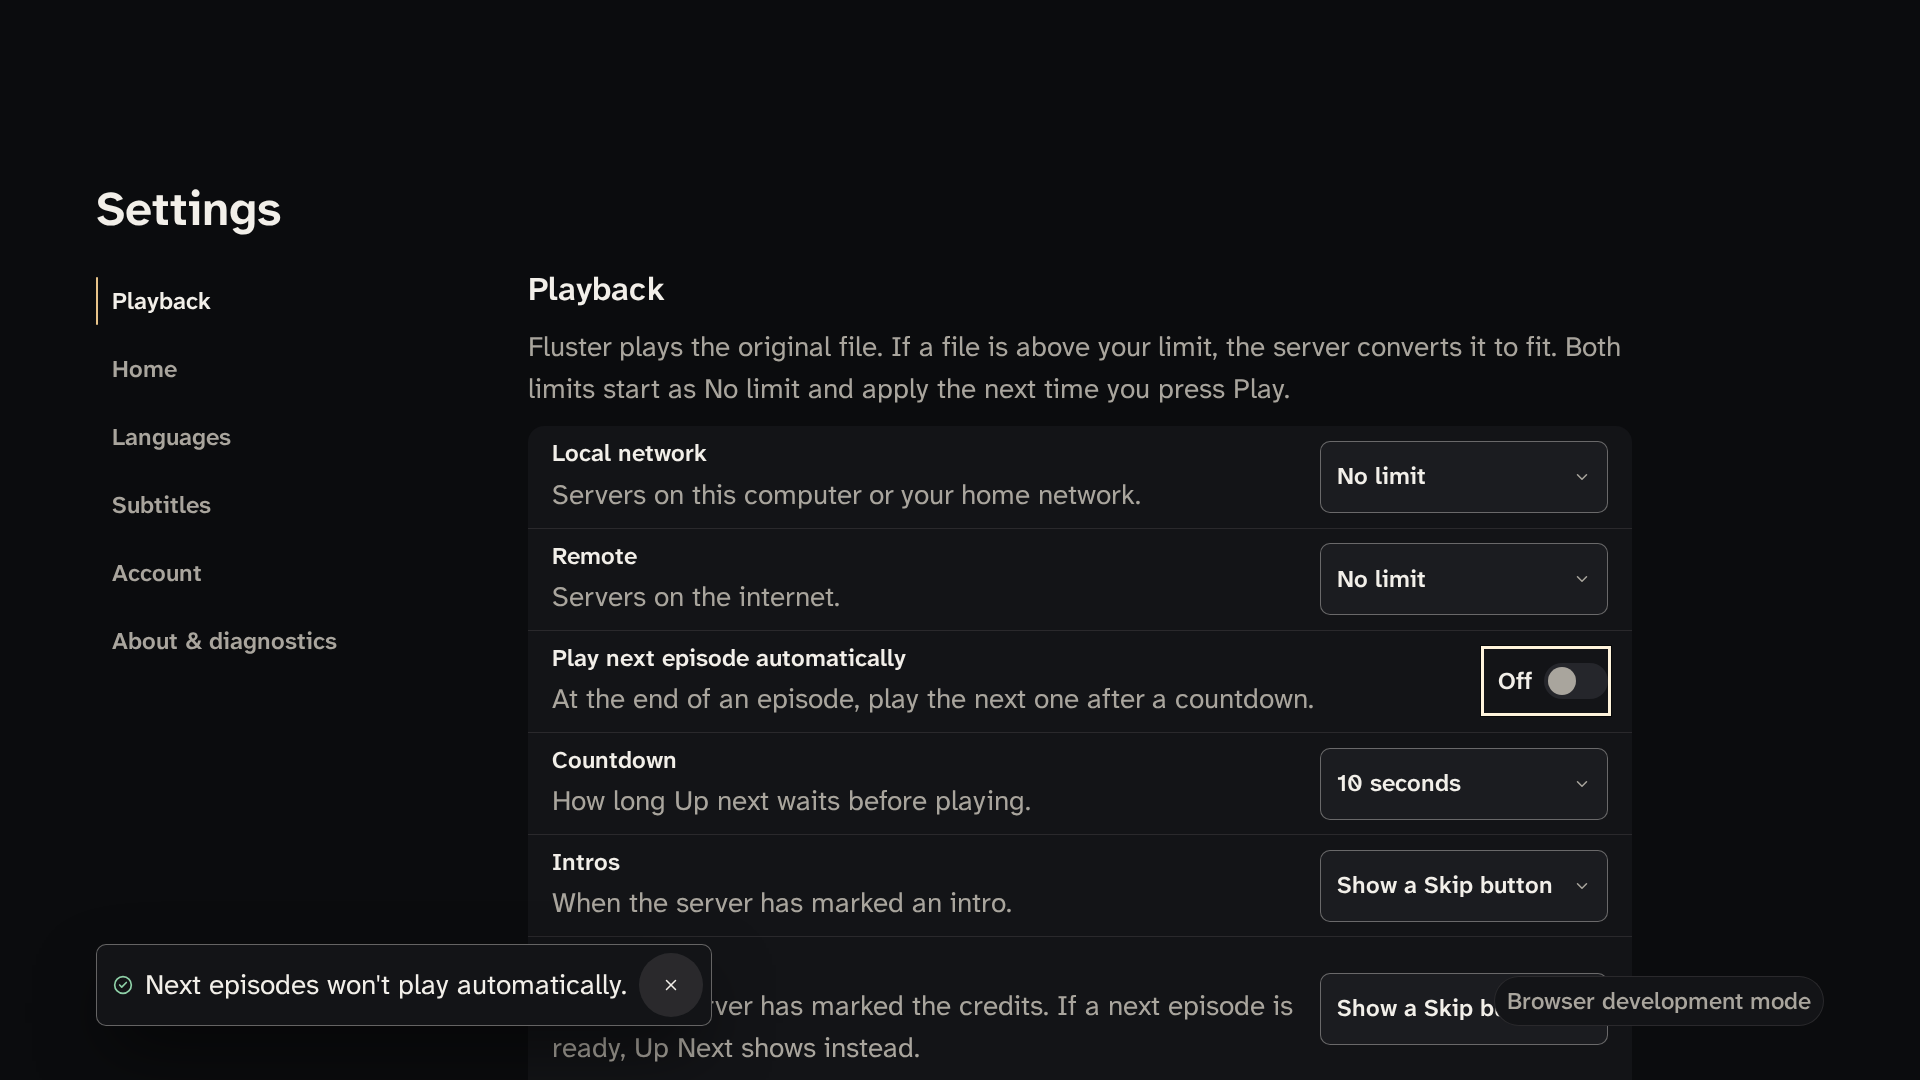 Settings
Playback
Home
Languages
Subtitles
Account
About & diagnostics
Playback
Fluster plays the original file. If a file is above your limit, the server converts it to fit. Both
limits start as No limit and apply the next time you press Play.
Local network
Servers on this computer or your home network.
No limit
Remote
Servers on the internet.
No limit
Play next episode automatically
At the end of an episode, play the next one after a countdown.
Off
Countdown
How long Up next waits before playing.
10 seconds
Intros
When the server has marked an intro.
Show a Skip button
Next episodes won't play automatically.
has marked the credits. If a next episode is
ready, Up Next shows instead.
Show a Skip
Browser development mode